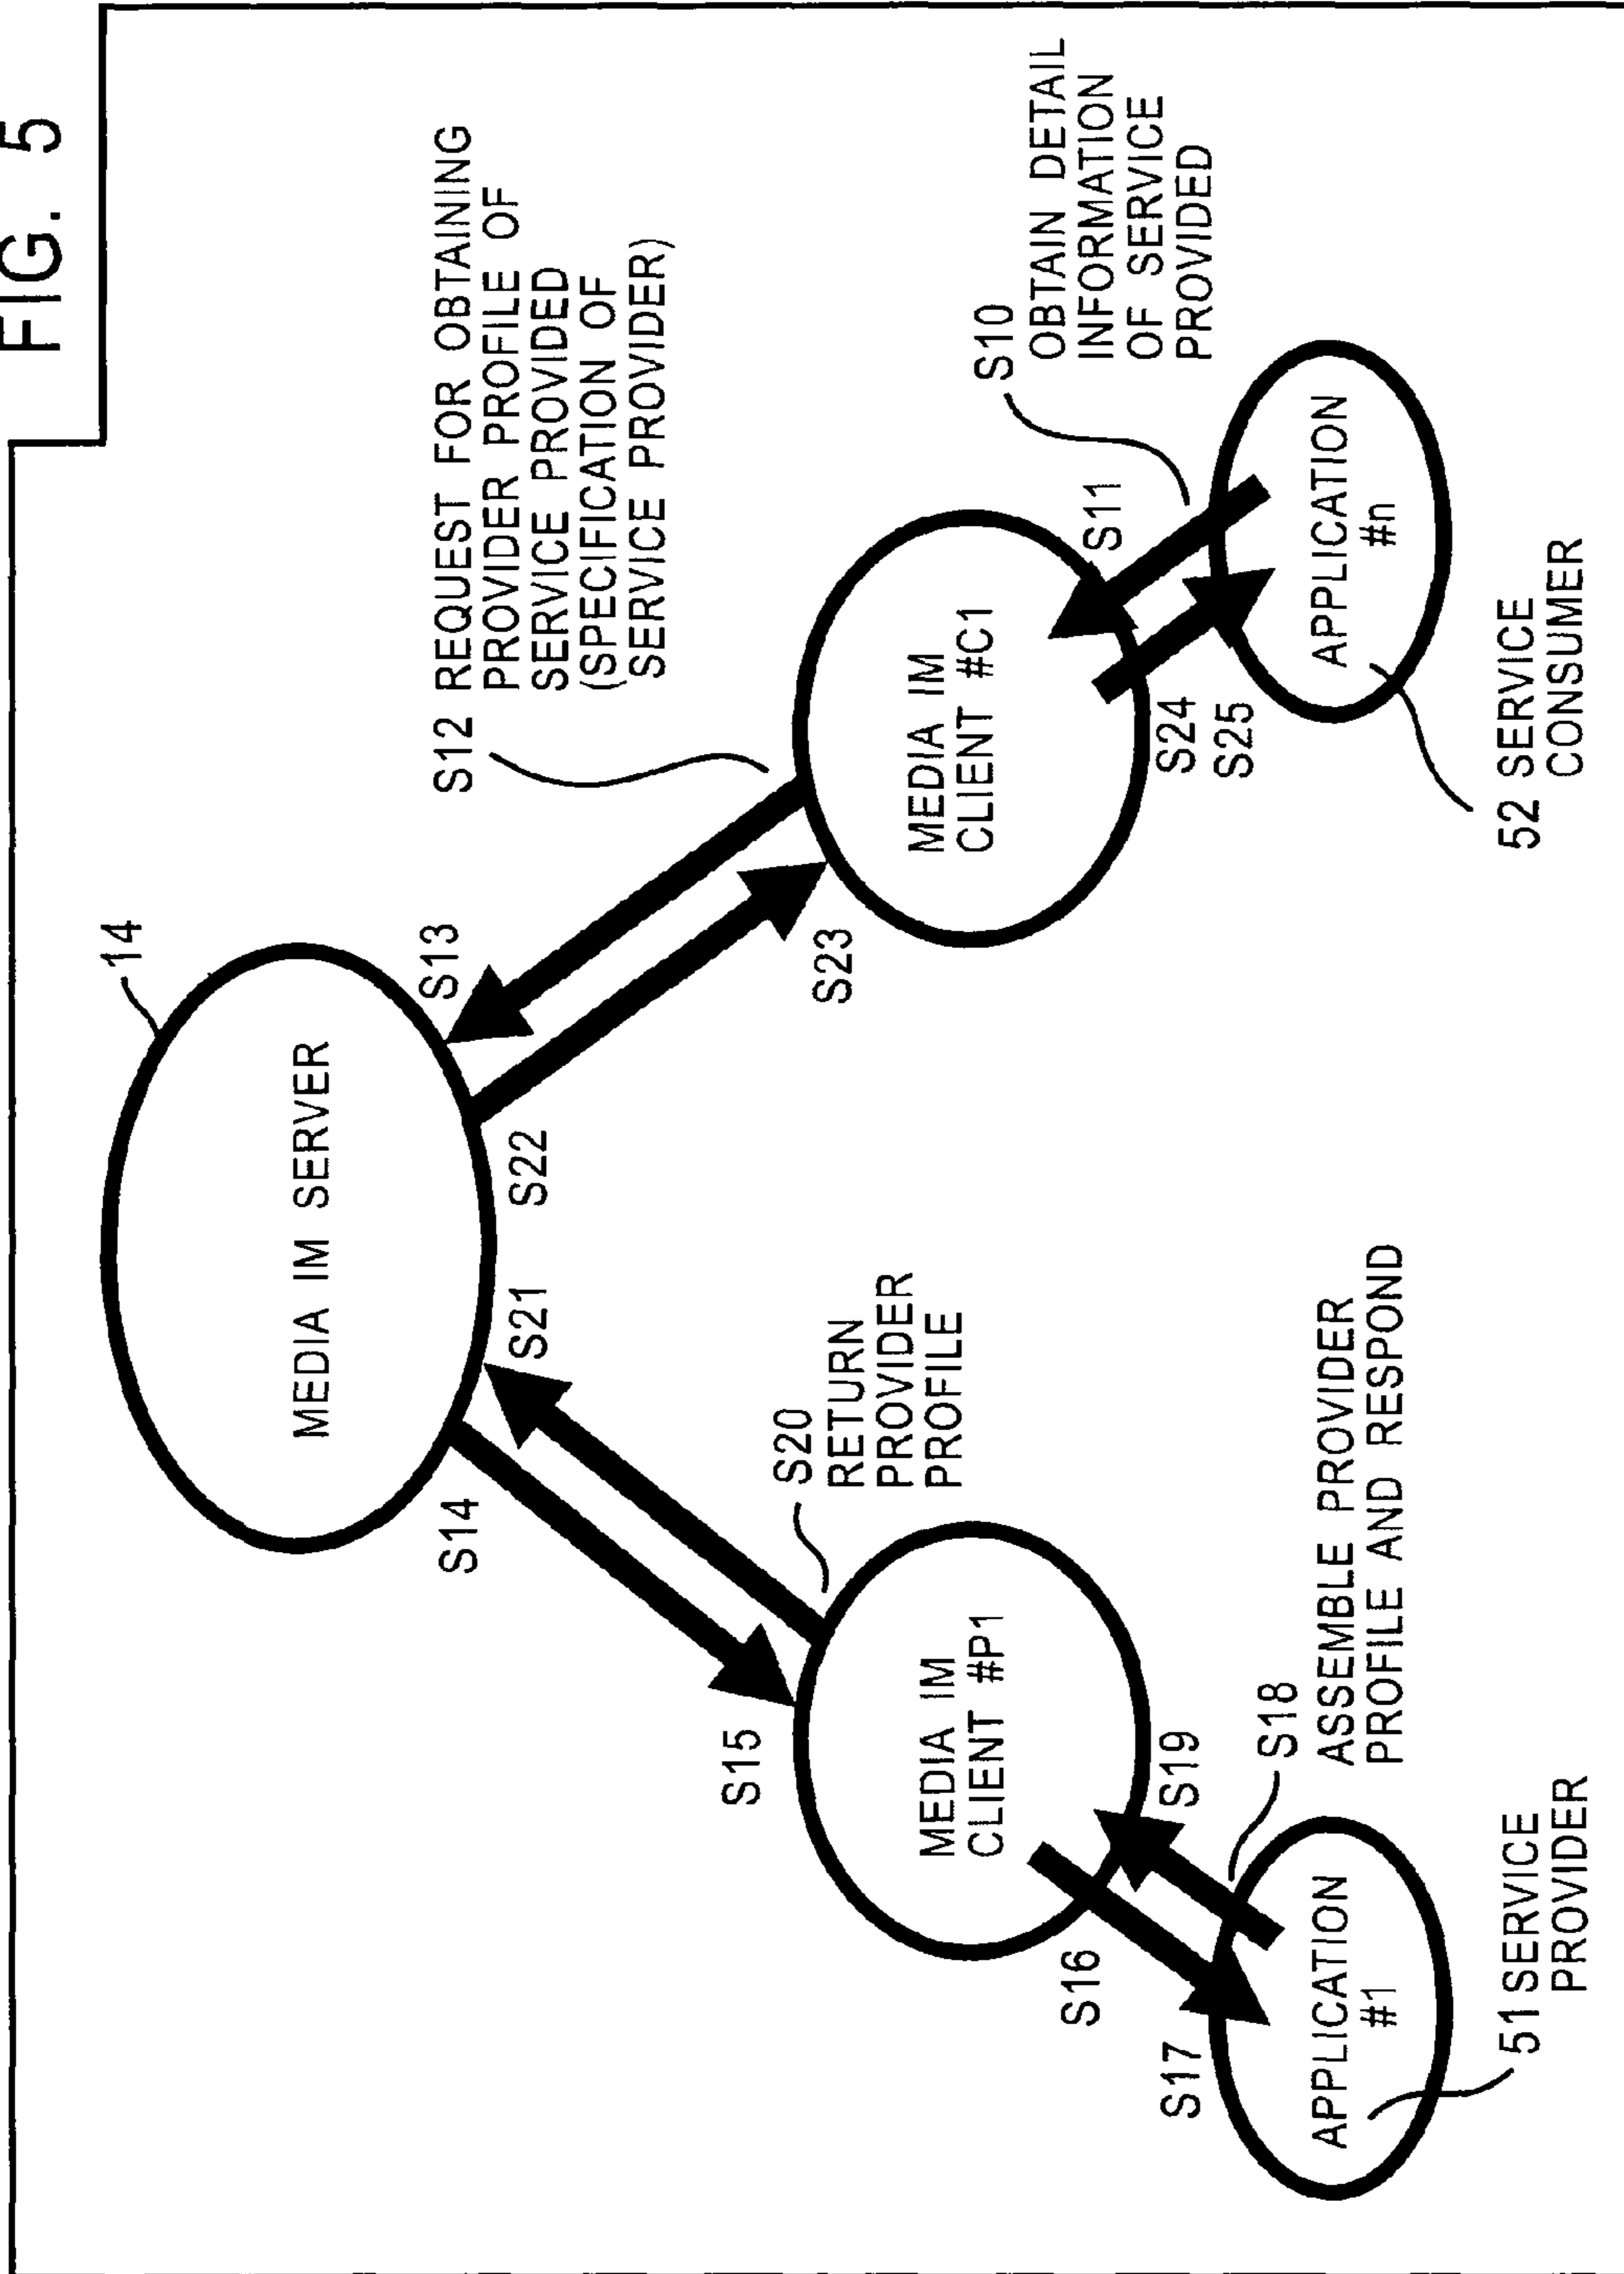 FIG. 5
14
MEDIA IM SERVER
S13
S14
S21
S22
S12 REQUEST FOR OBTAINING
PROVIDER PROFILE OF
SERVICE PROVIDED
(SPECIFICATION OF
SERVICE PROVIDER)
S15
S20
RETURN
PROVIDER
PROFILE
S23
MEDIA IM
CLIENT #P1
MEDIA IM
CLIENT #C1
S10
OBTAIN DETAIL
INFORMATION
OF SERVICE
PROVIDED
S11
S16
S17
S19
S18
ASSEMBLE PROVIDER
PROFILE AND RESPOND
S24
S25
APPLICATION
#1
APPLICATION
#n
51 SERVICE
PROVIDER
52 SERVICE
CONSUMER